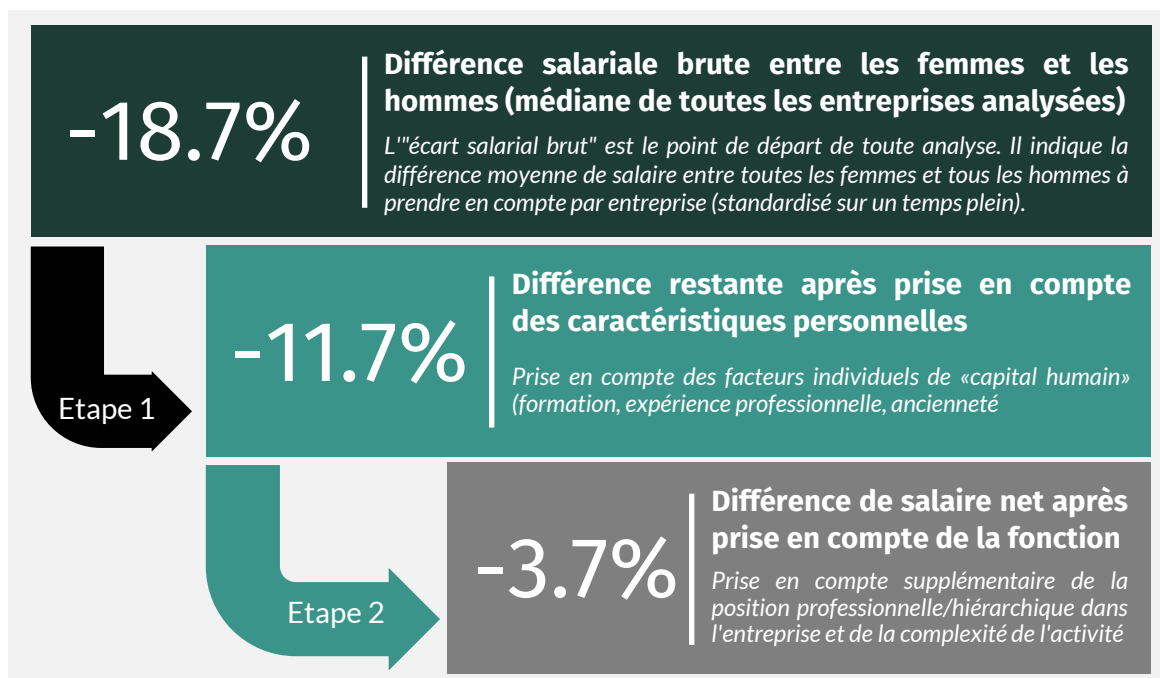 -18.7%
Différence salariale brute entre les femmes et les
hommes (médiane de toutes les entreprises analysées)
L'"écart salarial brut" est le point de départ de toute analyse. Il indique la
différence moyenne de salaire entre toutes les femmes et tous les hommes à
prendre en compte par entreprise (standardisé sur un temps plein).
Etape 1
-11.7%
Différence restante après prise en compte
des caractéristiques personnelles
Prise en compte des facteurs individuels de «capital humain»
(formation, expérience professionnelle, ancienneté
Etape 2
-3.7%
Différence de salaire net après
prise en compte de la fonction
Prise en compte supplémentaire de la
position professionnelle/hiérarchique dans
l'entreprise et de la complexité de l'activité